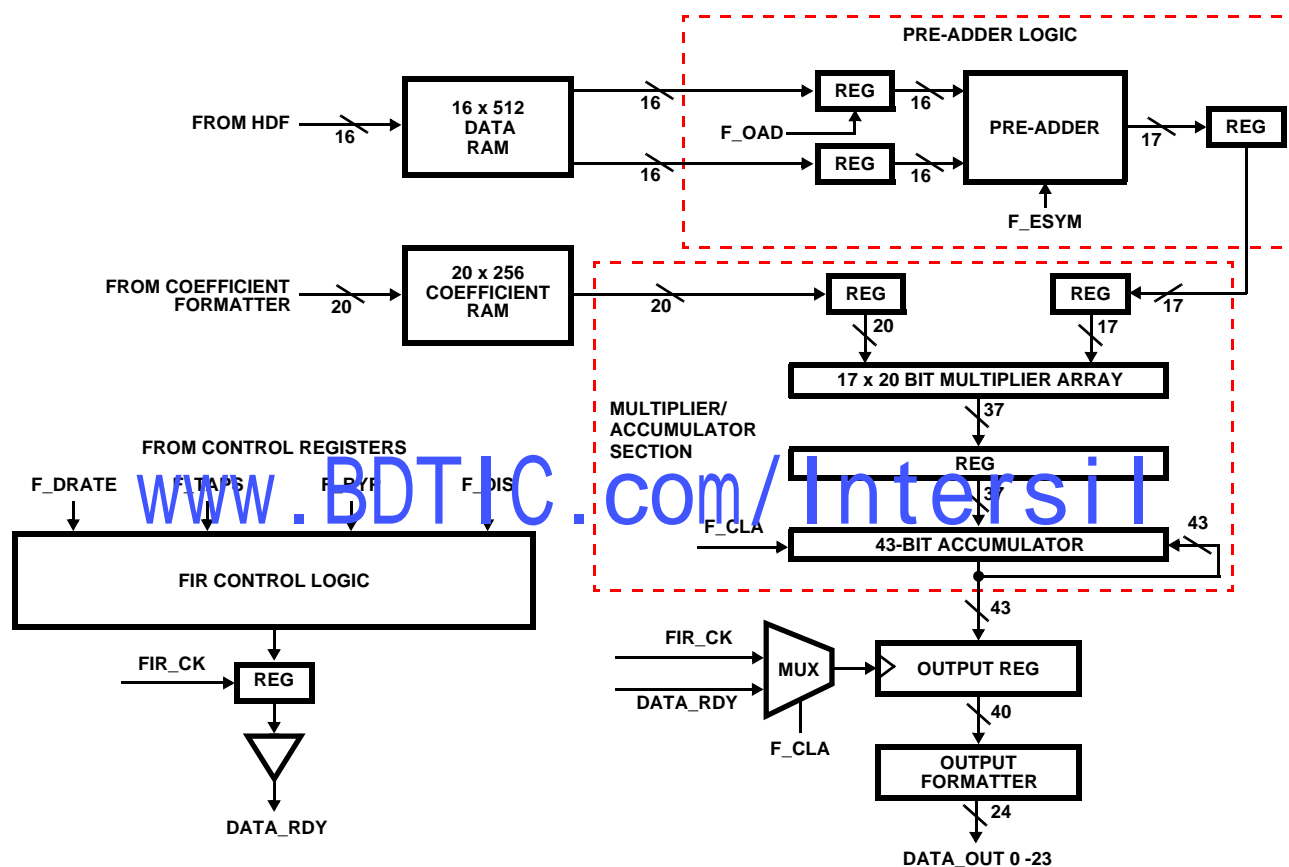 PRE-ADDER LOGIC
FROM HDF
16
16 x 512
DATA
RAM
16
16
REG
F_OAD
REG
16
16
PRE-ADDER
F_ESYM
17
REG
FROM COEFFICIENT
FORMATTER
20
20 x 256
COEFFICIENT
RAM
20
REG
REG
17
20
17
17 x 20 BIT MULTIPLIER ARRAY
37
MULTIPLIER/
ACCUMULATOR
SECTION
REG
37
F_CLA
43-BIT ACCUMULATOR
43
43
FROM CONTROL REGISTERS
F_DRATE
F_TAPS
F_BYP
F_DIS
www.BDTIC.com/Intersil
FIR CONTROL LOGIC
FIR_CK
REG
DATA_RDY
FIR_CK
DATA_RDY
MUX
F_CLA
OUTPUT REG
40
OUTPUT
FORMATTER
24
DATA_OUT 0 -23